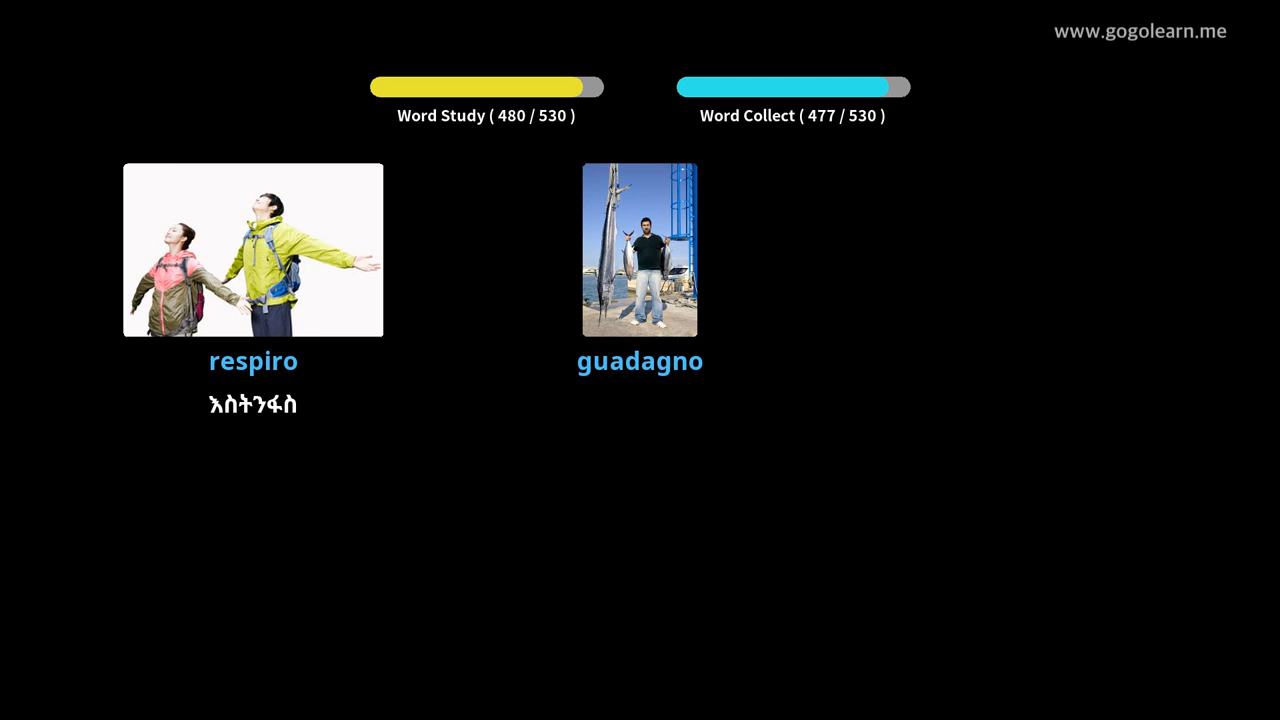 www.gogolearn.me
Word Study ( 480 / 530 )
Word Collect ( 477 / 530 )
respiro
guadagno
እስትንፋስ